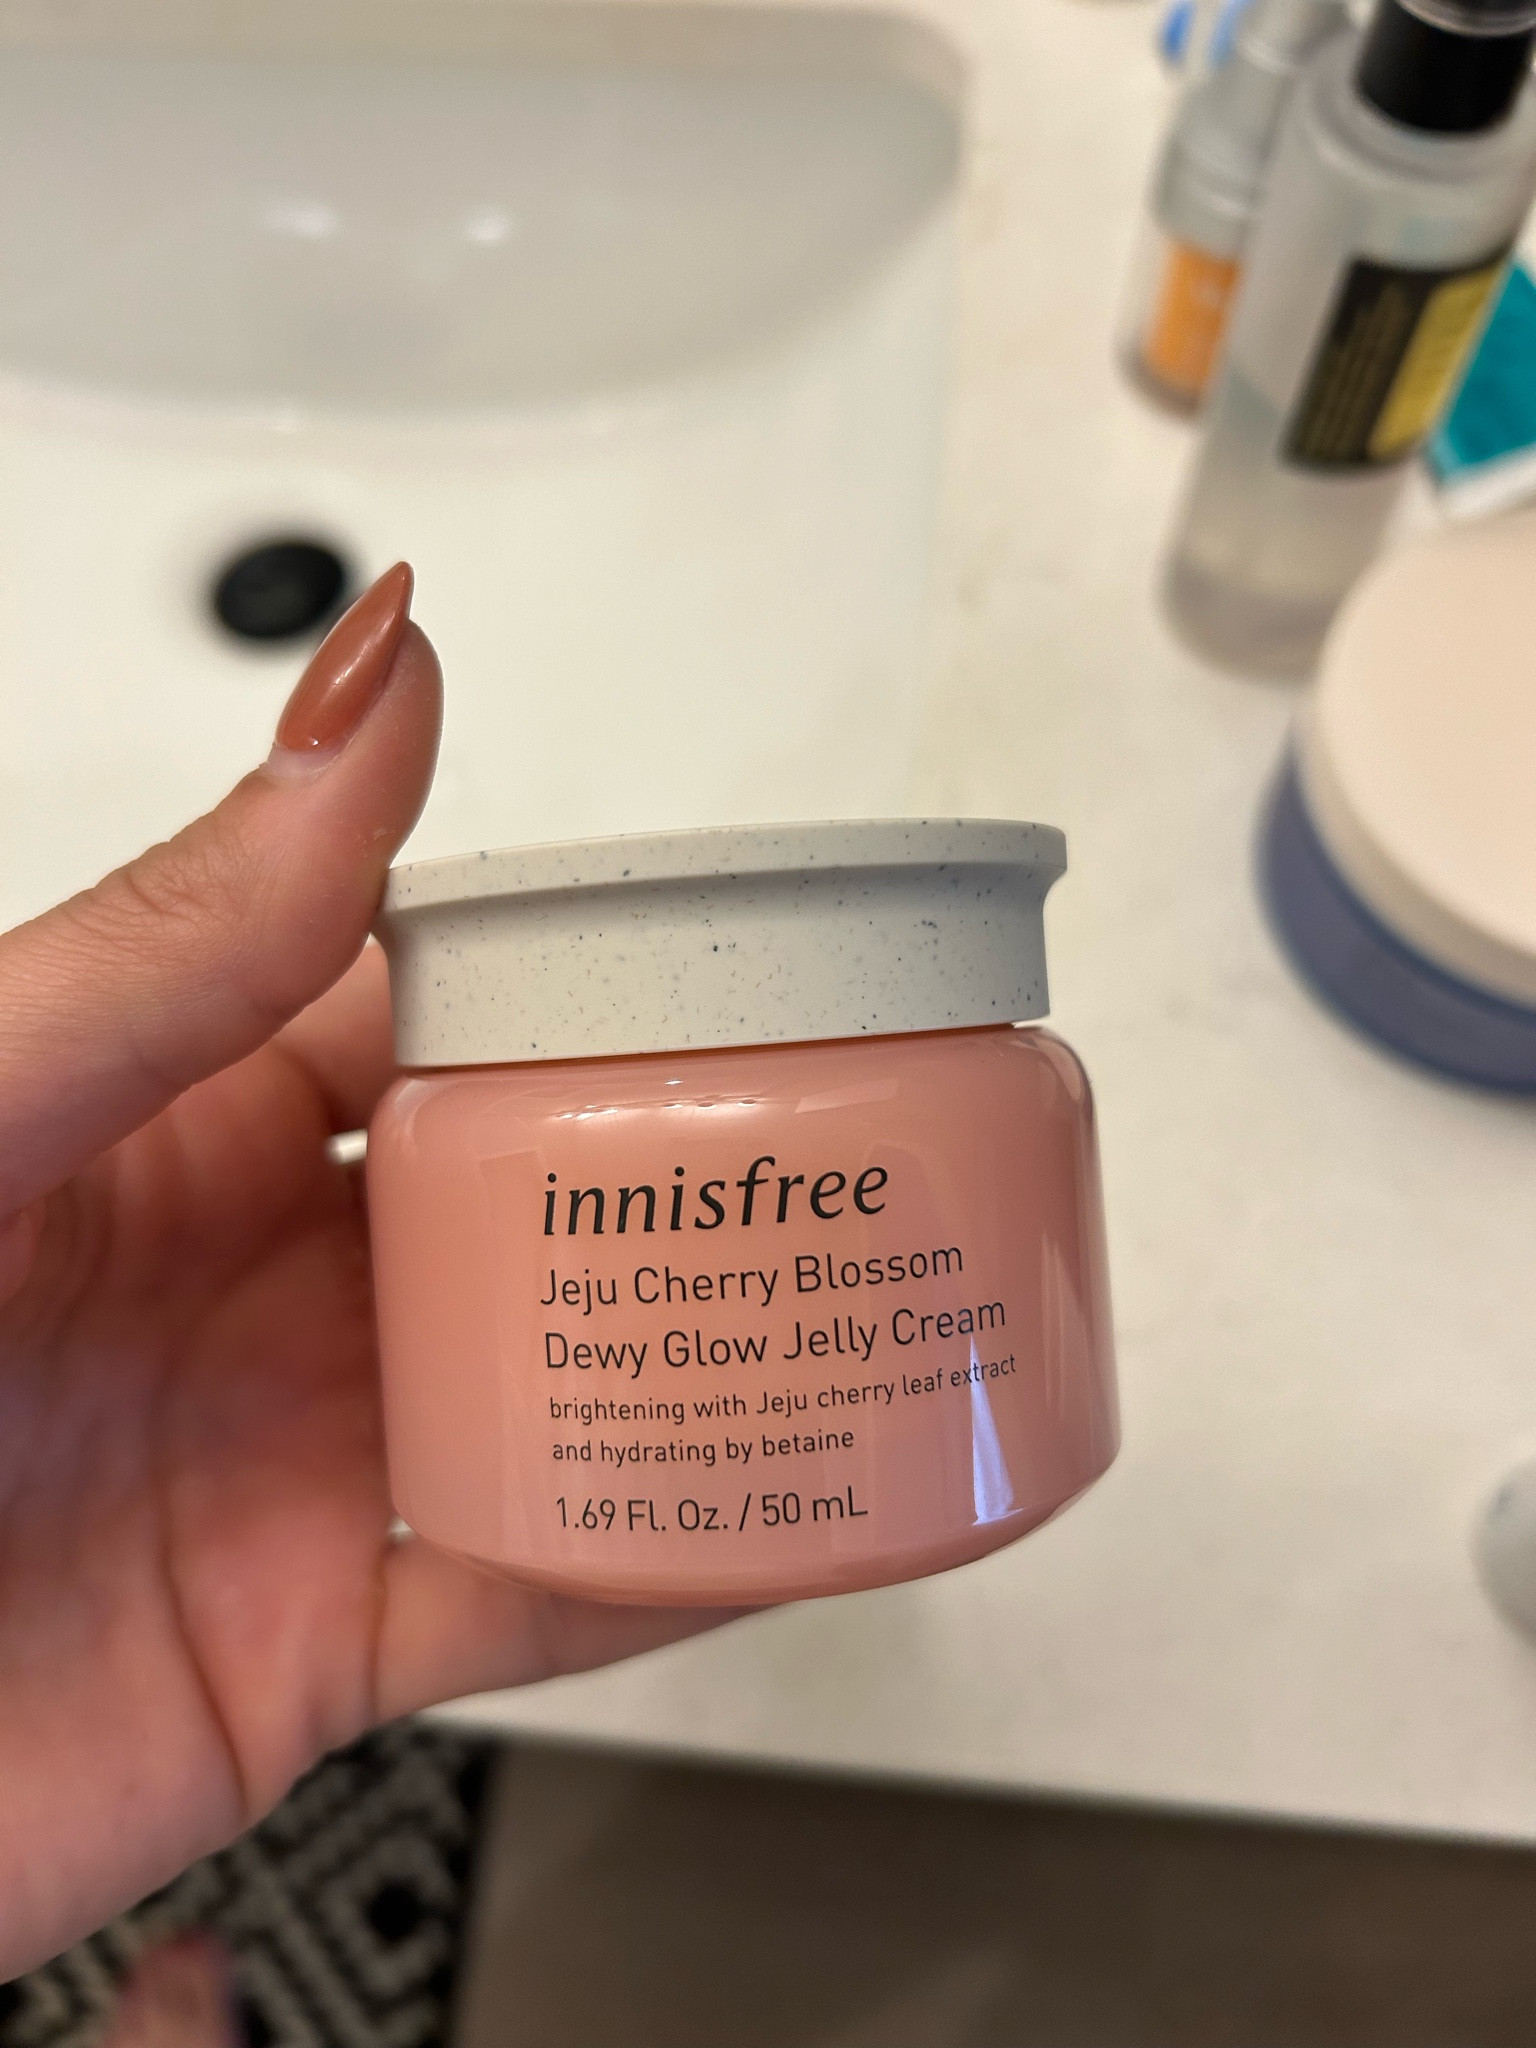 innisfree
Jeju Cherry Blossom
Dewy Glow Jelly Cream
brightening with Jeju cherry leaf extract
and hydrating by betaine
1.69 Fl. Oz. / 50 mL